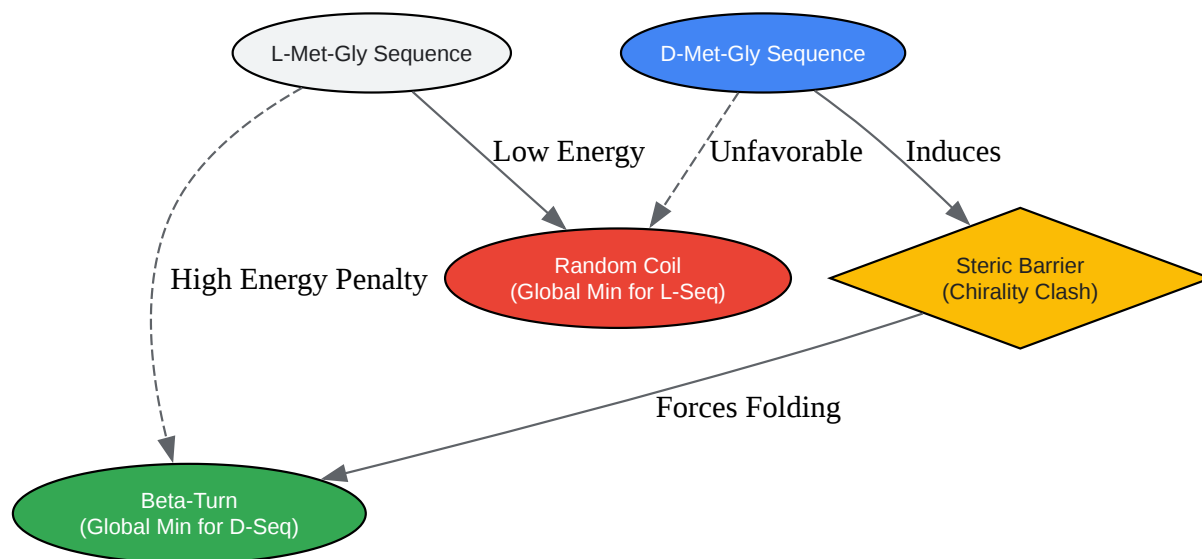 L-Met-Gly Sequence
D-Met-Gly Sequence
Low Energy
Unfavorable
Induces
High Energy Penalty
Random Coil
(Global Min for L-Seq)
Steric Barrier
(Chirality Clash)
Forces Folding
Beta-Turn
(Global Min for D-Seq)